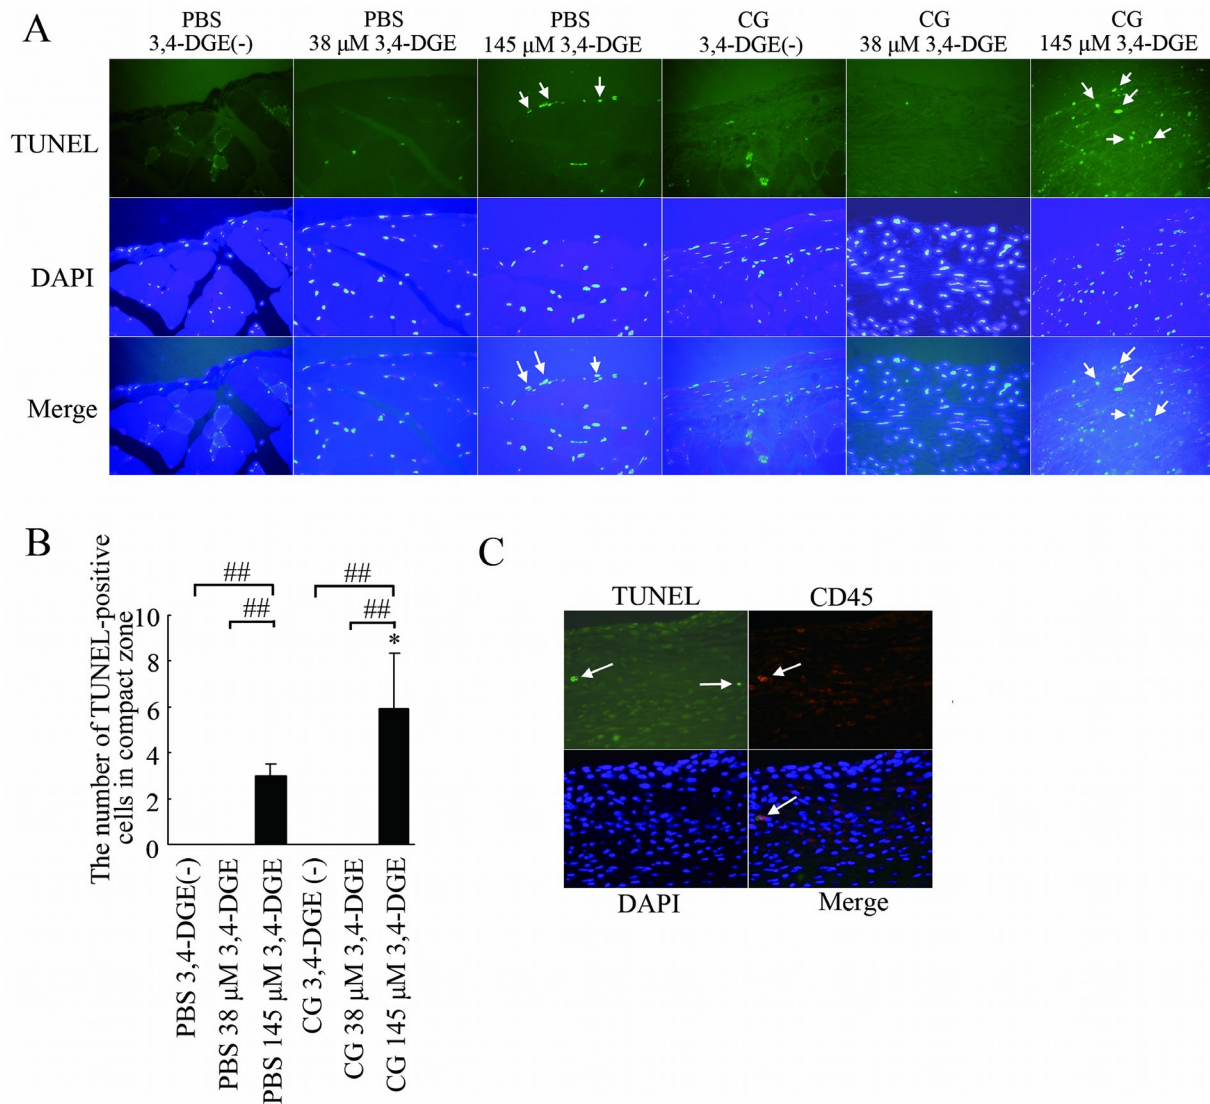 A
PBS
3,4-DGE(-)
PBS
38 μM 3,4-DGE
PBS
145 μM 3,4-DGE
CG
3,4-DGE(-)
CG
38 μM 3,4-DGE
CG
145 μM 3,4-DGE
TUNEL
DAPI
Merge
B
The number of TUNEL-positive
cells in compact zone
##
##
##
##
*
10
8
6
4
2
0
PBS 3,4-DGE(-)
PBS 38 μM 3,4-DGE
PBS 145 μM 3,4-DGE
CG 3,4-DGE (-)
CG 38 μM 3,4-DGE
CG 145 μM 3,4-DGE
C
TUNEL
CD45
DAPI
Merge